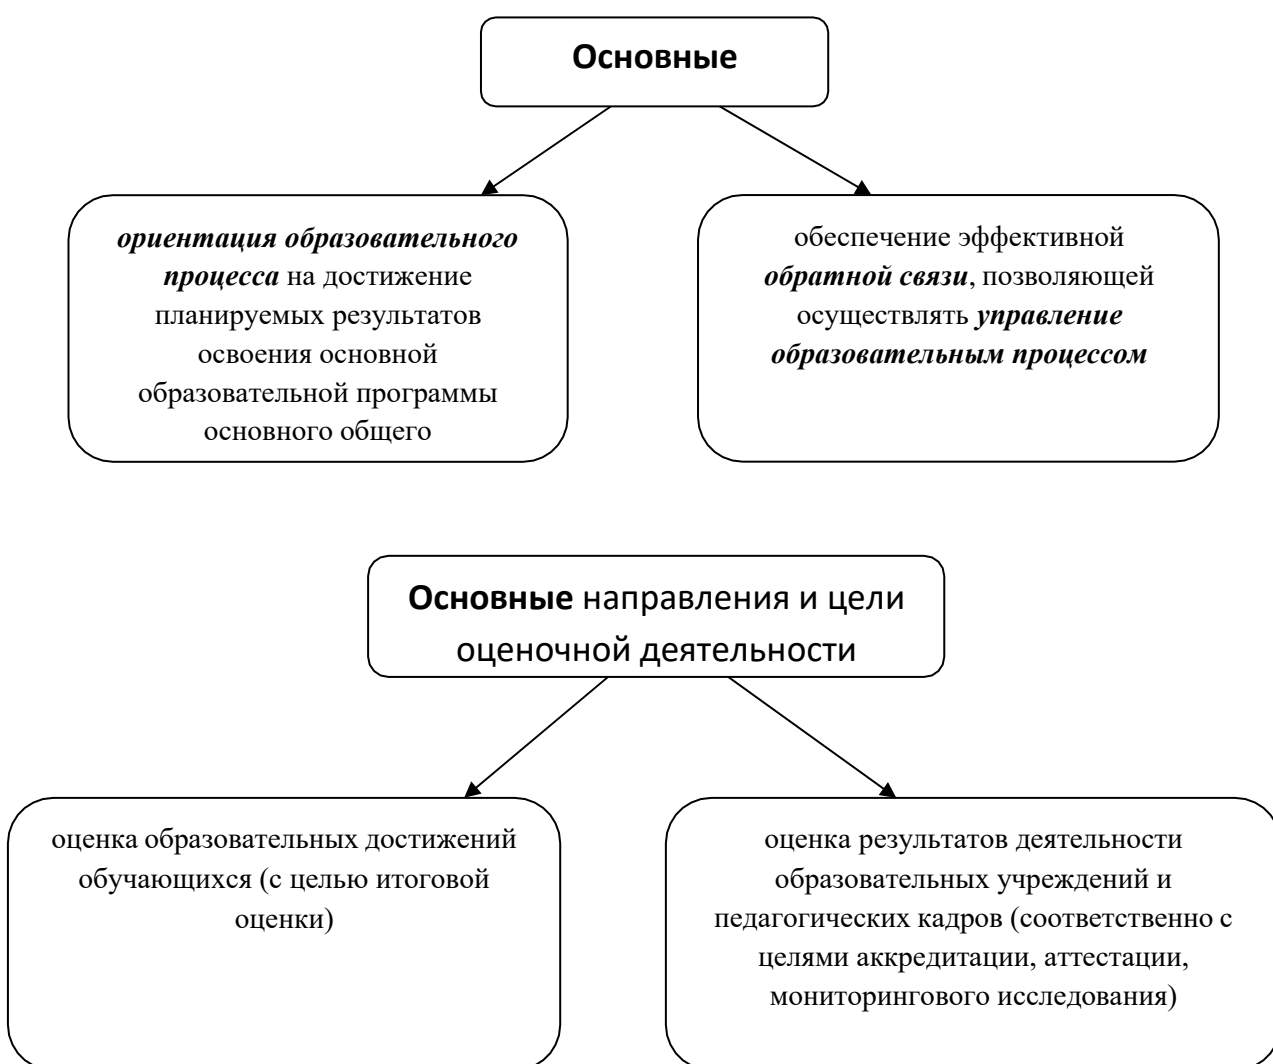 Основные
ориентация образовательного
процесса на достижение
планируемых результатов
освоения основной
образовательной программы
основного общего
обеспечение эффективной
обратной связи, позволяющей
осуществлять управление
образовательным процессом
Основные направления и цели
оценочной деятельности
оценка образовательных достижений
обучающихся (с целью итоговой
оценки)
оценка результатов деятельности
образовательных учреждений и
педагогических кадров (соответственно с
целями аккредитации, аттестации,
мониторингового исследования)